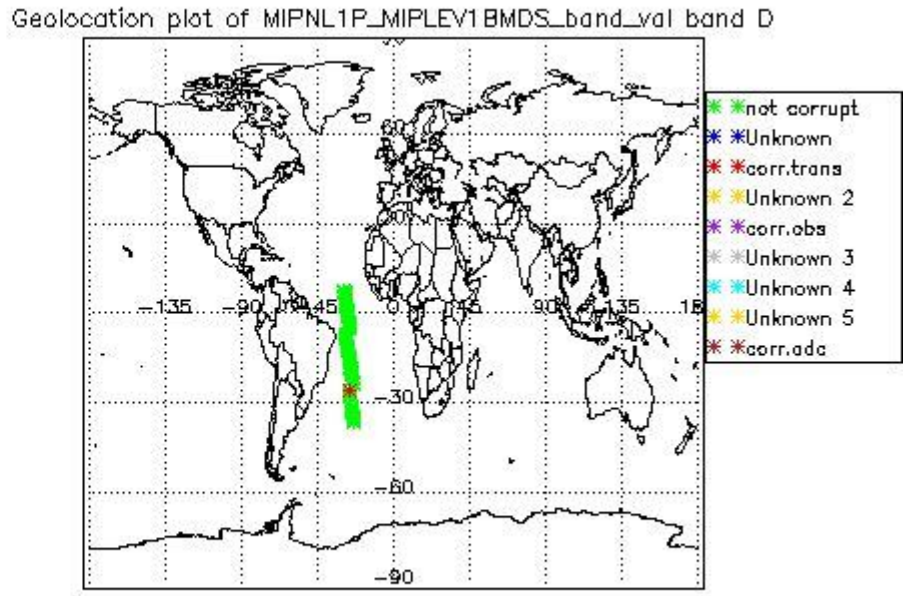 Geolocation plot of MIPNL1P_MIPLEV1BMDS_band_val band D
not corrupt
Unknown
corr.trans
Unknown 2
corr.obs
Unknown 3
Unknown 4
Unknown 5
corr.adc
-135 -90 -45 0 45 90 135 18
-30
-60
-90